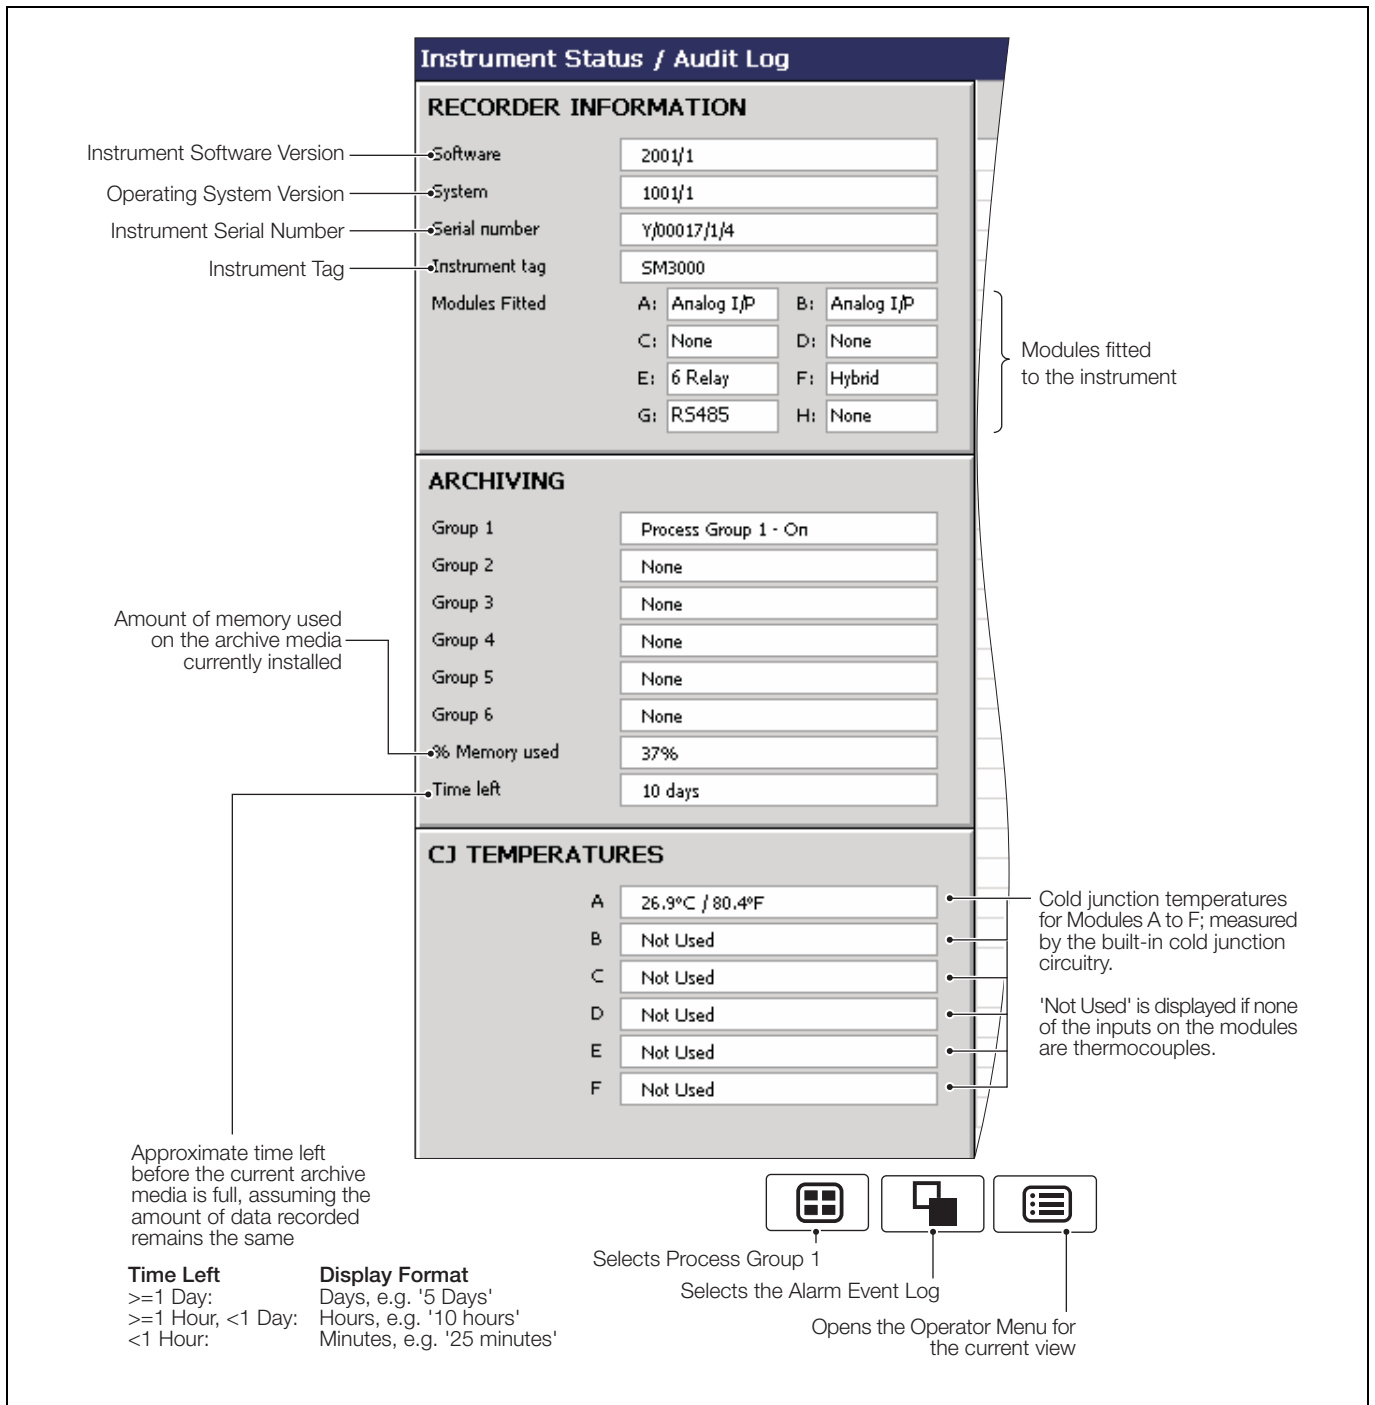 Instrument Status / Audit Log
RECORDER INFORMATION
Instrument Software Version
Software
2001/1
Operating System Version
System
1001/1
Instrument Serial Number
Serial number
Y/00017/1/4
Instrument Tag
Instrument tag
SM3000
Modules Fitted
A: Analog I/P
B: Analog I/P
C: None
D: None
E: 6 Relay
F: Hybrid
G: RS485
H: None
Modules fitted
to the instrument
ARCHIVING
Group 1
Process Group 1 - On
Group 2
None
Group 3
None
Group 4
None
Group 5
None
Group 6
None
Amount of memory used
on the archive media
currently installed
% Memory used
37%
Time left
10 days
CJ TEMPERATURES
A
26.9°C / 80.4°F
B
Not Used
C
Not Used
D
Not Used
E
Not Used
F
Not Used
Cold junction temperatures
for Modules A to F; measured
by the built-in cold junction
circuitry.
'Not Used' is displayed if none
of the inputs on the modules
are thermocouples.
Approximate time left
before the current archive
media is full, assuming the
amount of data recorded
remains the same
Time Left Display Format
>=1 Day: Days, e.g. '5 Days'
>=1 Hour, <1 Day: Hours, e.g. '10 hours'
<1 Hour: Minutes, e.g. '25 minutes'
Selects Process Group 1
Selects the Alarm Event Log
Opens the Operator Menu for
the current view